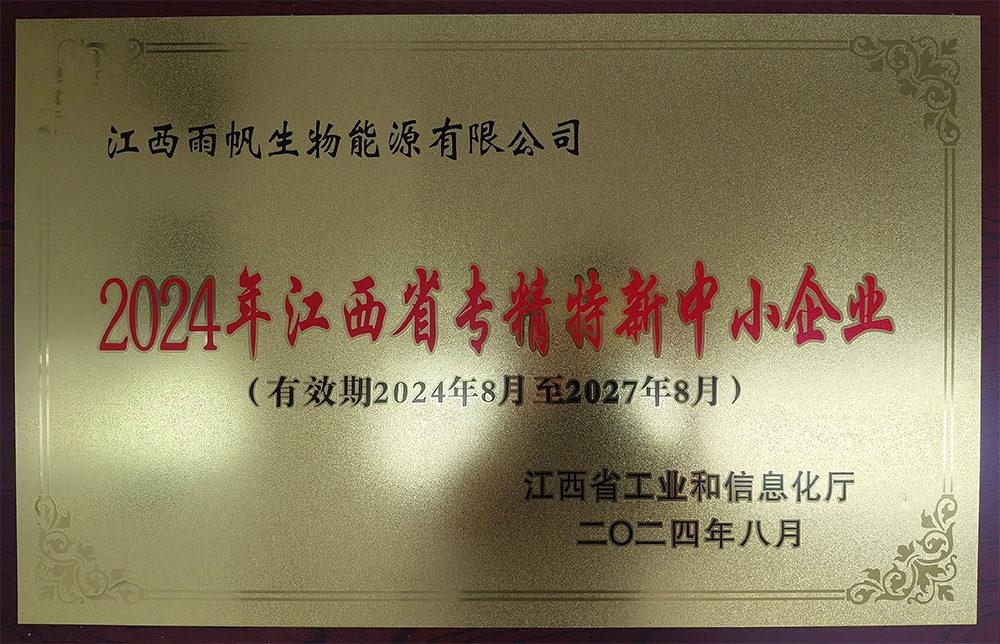 江西雨帆生物能源有限公司
2024年江西省专精特新中小企业
（有效期2024年8月至2027年8月）
江西省工业和信息化厅
二〇二四年八月